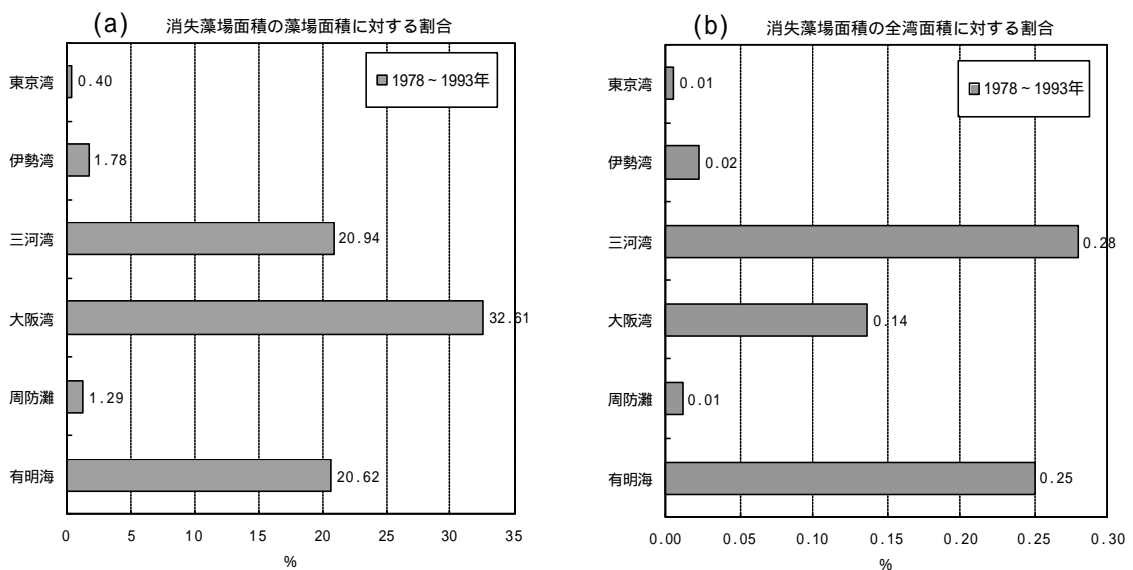 (a)
消失藻場面積の藻場面積に対する割合
■1978～1993年
東京湾 0.40
伊勢湾 1.78
三河湾 20.94
大阪湾 32.61
周防灘 1.29
有明海 20.62
0 5 10 15 20 25 30 35
%
(b)
消失藻場面積の全湾面積に対する割合
■1978～1993年
東京湾 0.01
伊勢湾 0.02
三河湾 0.28
大阪湾 0.14
周防灘 0.01
有明海 0.25
0.00 0.05 0.10 0.15 0.20 0.25 0.30
%